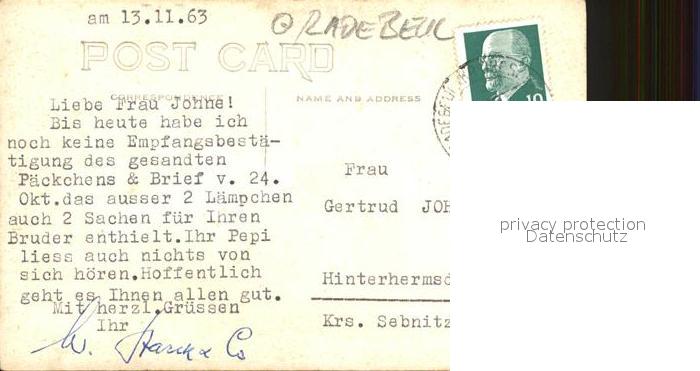 am 13.11.63
RADEBEUL
POST CARD
CORRESPONDENCE
NAME AND ADDRESS
Liebe Frau Johne!
Bis heute habe ich
noch keine Empfangsbestä-
tigung des gesandten
Päckchens & Brief v. 24.
Okt.das ausser 2 Lämpchen
auch 2 Sachen für Ihren
Bruder enthielt.Ihr Pepi
liess auch nichts von
sich hören.Hoffentlich
geht es Ihnen allen gut.
Mit herzl.Grüssen
Ihr
W. & Co
Frau
Gertrud JOH
Hinterhermsd
Krs. Sebnitz
10
privacy protection
Datenschutz